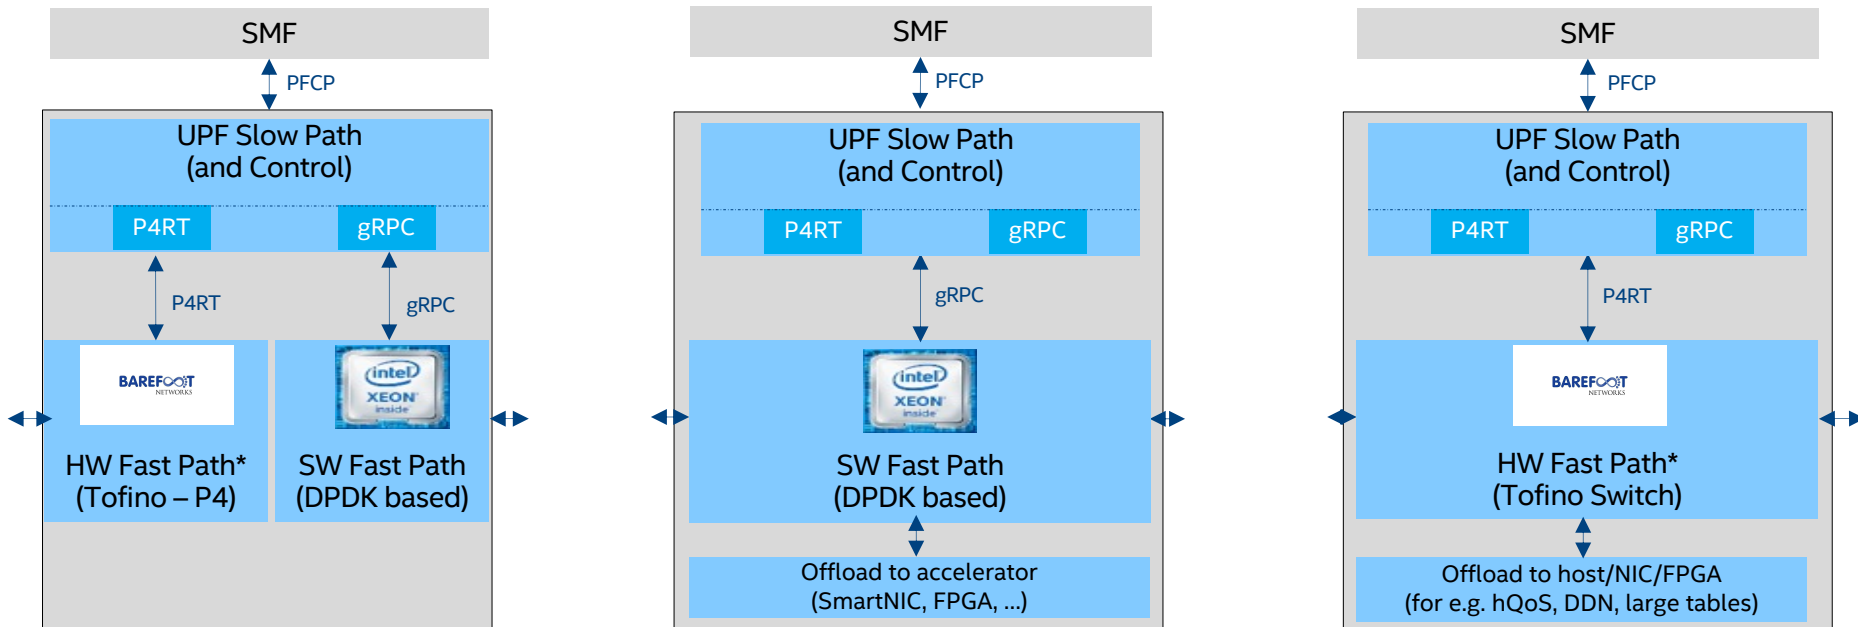 SMF
PFCP
UPF Slow Path
(and Control)
P4RT
gRPC
P4RT
gRPC
BAREFOOT
NETWORKS
intel
XEON
inside
HW Fast Path*
(Tofino – P4)
SW Fast Path
(DPDK based)
SMF
PFCP
UPF Slow Path
(and Control)
P4RT
gRPC
gRPC
intel
XEON
inside
SW Fast Path
(DPDK based)
Offload to accelerator
(SmartNIC, FPGA, ...)
SMF
PFCP
UPF Slow Path
(and Control)
P4RT
gRPC
P4RT
BAREFOOT
NETWORKS
HW Fast Path*
(Tofino Switch)
Offload to host/NIC/FPGA
(for e.g. hQoS, DDN, large tables)